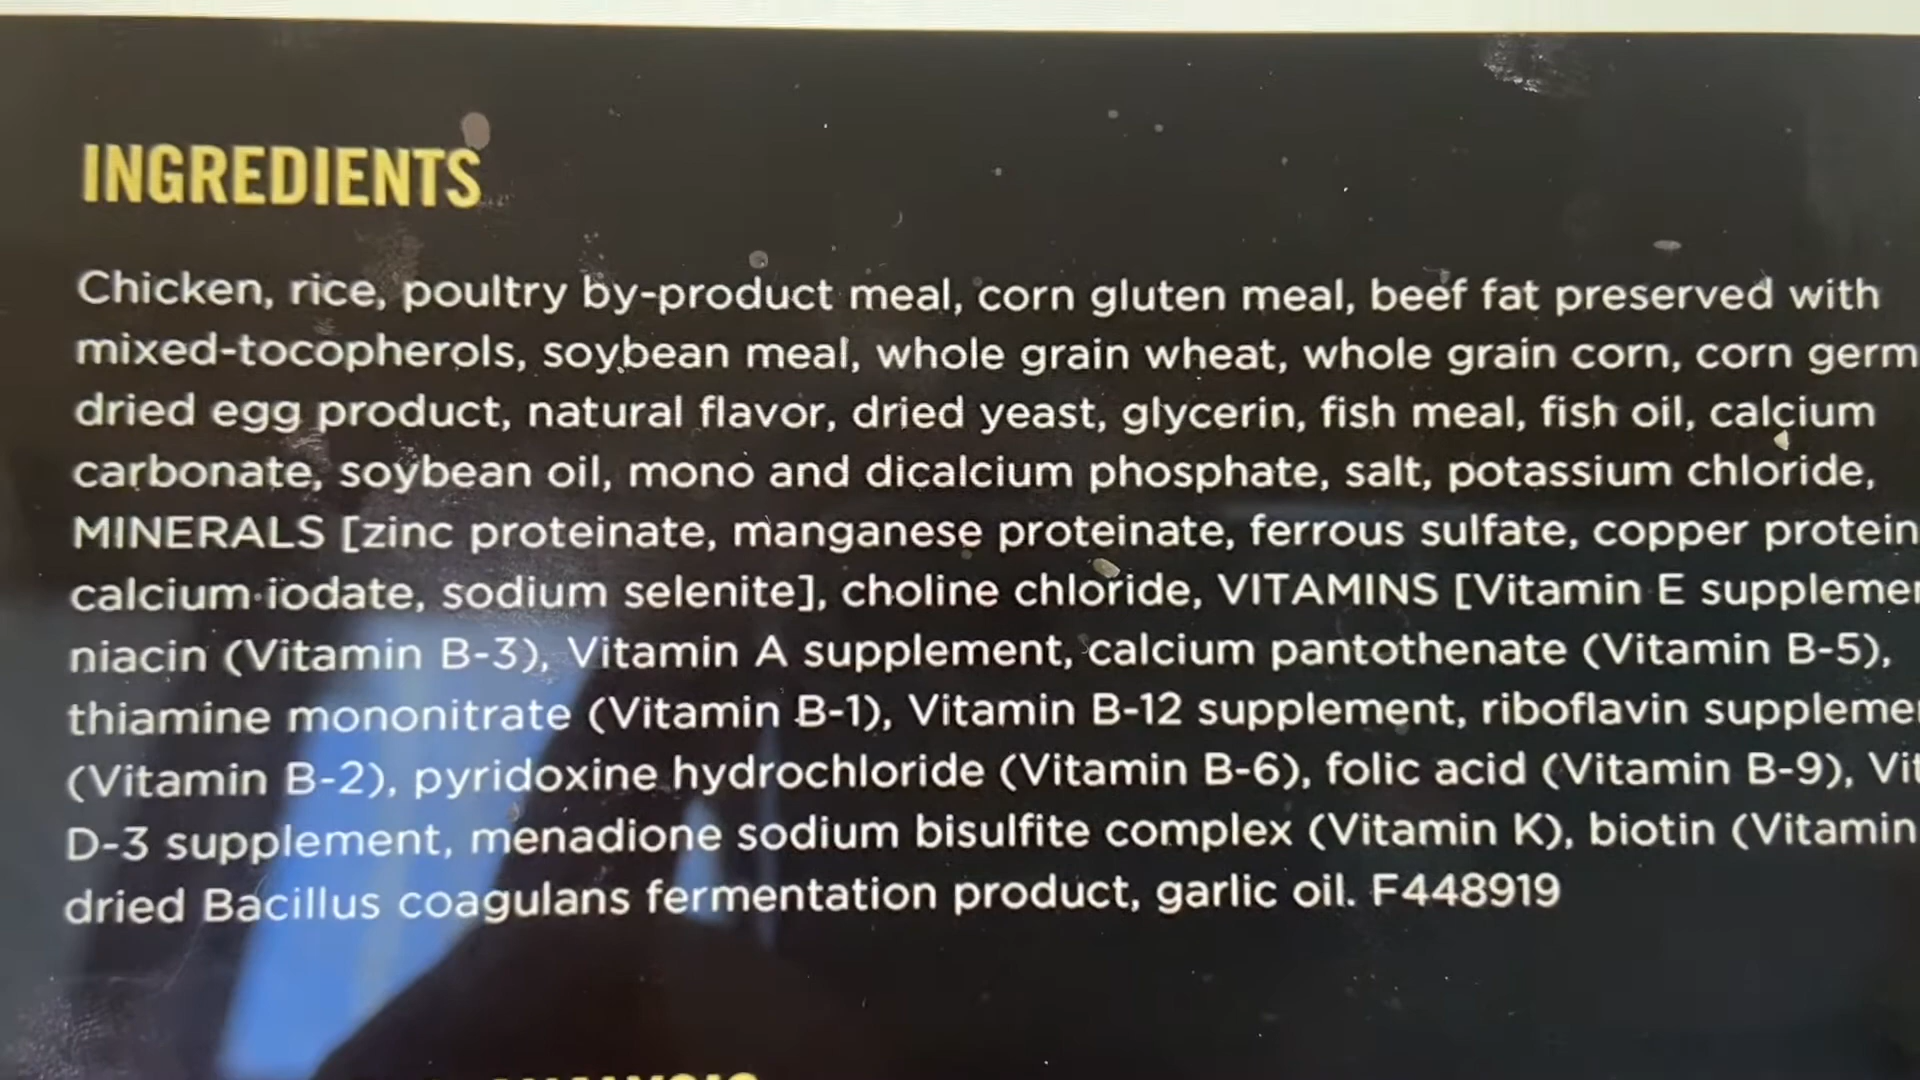 INGREDIENTS
Chicken, rice, poultry by-product meal, corn gluten meal, beef fat preserved with
mixed-tocopherols, soybean meal, whole grain wheat, whole grain corn, corn germ
dried egg product, natural flavor, dried yeast, glycerin, fish meal, fish oil, calcium
carbonate, soybean oil, mono and dicalcium phosphate, salt, potassium chloride,
MINERALS [zinc proteinate, manganese proteinate, ferrous sulfate, copper protein
calcium iodate, sodium selenite], choline chloride, VITAMINS [Vitamin E suppleme
niacin (Vitamin B-3), Vitamin A supplement, calcium pantothenate (Vitamin B-5),
thiamine mononitrate (Vitamin B-1), Vitamin B-12 supplement, riboflavin suppleme
(Vitamin B-2), pyridoxine hydrochloride (Vitamin B-6), folic acid (Vitamin B-9), Vit
D-3 supplement, menadione sodium bisulfite complex (Vitamin K), biotin (Vitamin
dried Bacillus coagulans fermentation product, garlic oil. F448919